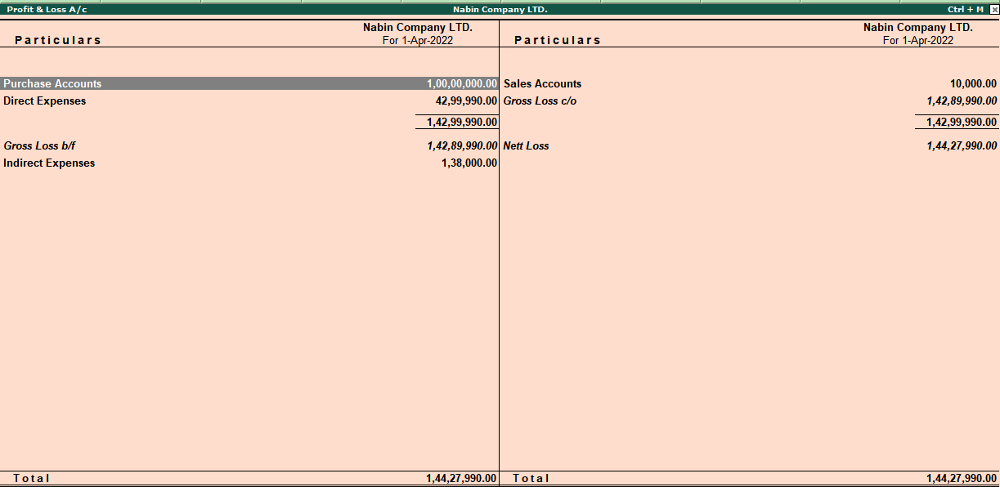 Profit & Loss A/c Nabin Company LTD. Ctrl + M
Nabin Company LTD. Nabin Company LTD.
Particulars For 1-Apr-2022 Particulars For 1-Apr-2022
Purchase Accounts 1,00,00,000.00 Sales Accounts 10,000.00
Direct Expenses 42,99,990.00 Gross Loss c/o 1,42,89,990.00
1,42,99,990.00 1,42,99,990.00
Gross Loss b/f 1,42,89,990.00 Nett Loss 1,44,27,990.00
Indirect Expenses 1,38,000.00
Total 1,44,27,990.00 Total 1,44,27,990.00